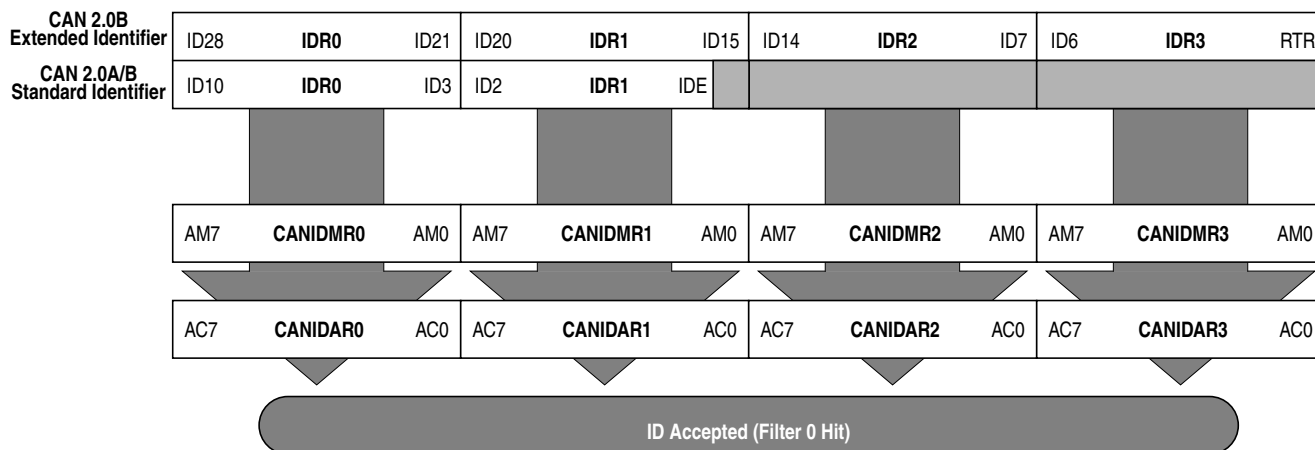 CAN 2.0B
Extended Identifier ID28 IDR0 ID21 ID20 IDR1 ID15 ID14 IDR2 ID7 ID6 IDR3 RTR
CAN 2.0A/B
Standard Identifier ID10 IDR0 ID3 ID2 IDR1 IDE
AM7 CANIDMR0 AM0 AM7 CANIDMR1 AM0 AM7 CANIDMR2 AM0 AM7 CANIDMR3 AM0
AC7 CANIDAR0 AC0 AC7 CANIDAR1 AC0 AC7 CANIDAR2 AC0 AC7 CANIDAR3 AC0
ID Accepted (Filter 0 Hit)